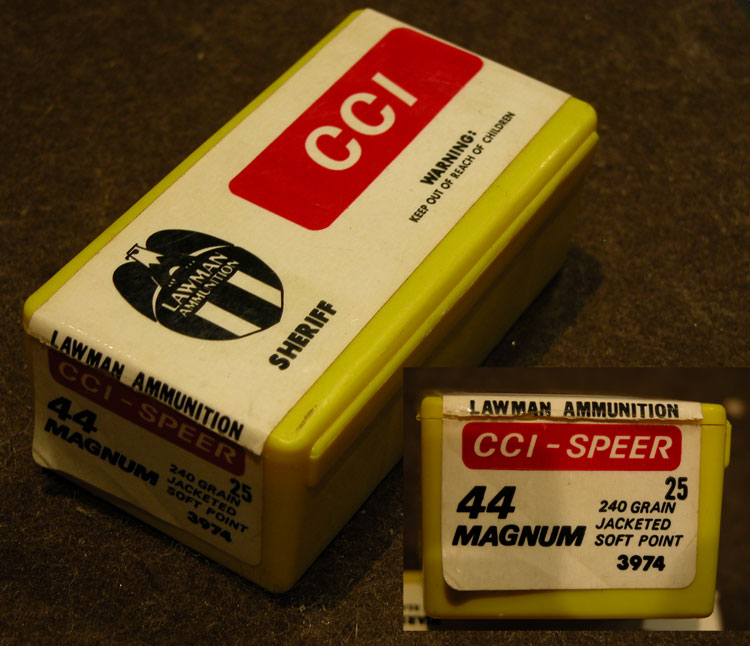 CCI
WARNING:
KEEP OUT OF REACH OF CHILDREN
LAWMAN
AMMUNITION
SHERIFF
LAWMAN AMMUNITION
CCI-SPEER
44
MAGNUM
25
240 GRAIN
JACKETED
SOFT POINT
3974
LAWMAN AMMUNITION
CCI-SPEER
44
MAGNUM
25
240 GRAIN
JACKETED
SOFT POINT
3974